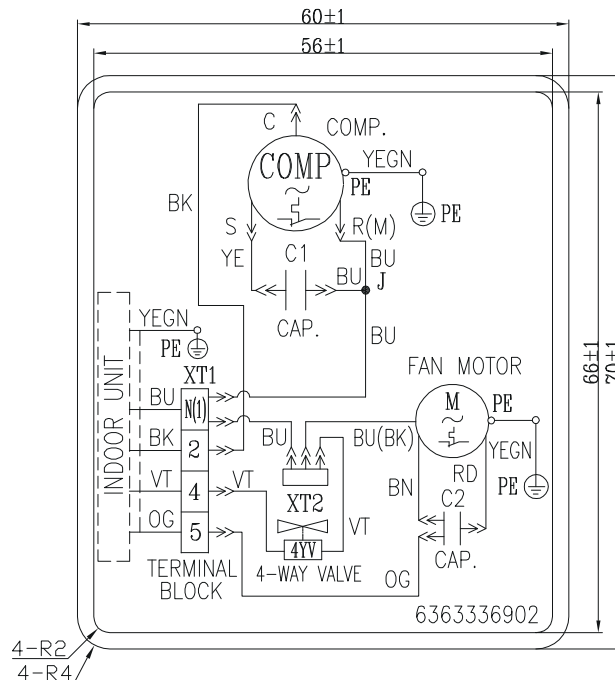 60±1
56±1
C
COMP.
COMP
YEGN
PE
PE
BK
S
R(M)
YE
C1
BU
BU
J
CAP.
BU
66±1
70±1
INDOOR UNIT
YEGN
PE
XT1
FAN MOTOR
BU
N(1)
M
PE
BK
2
BU
BU(BK)
YEGN
BN
RD
PE
VT
4
VT
XT2
C2
OG
5
4YV
VT
CAP.
TERMINAL
BLOCK
4-WAY VALVE
OG
6363336902
4-R2
4-R4